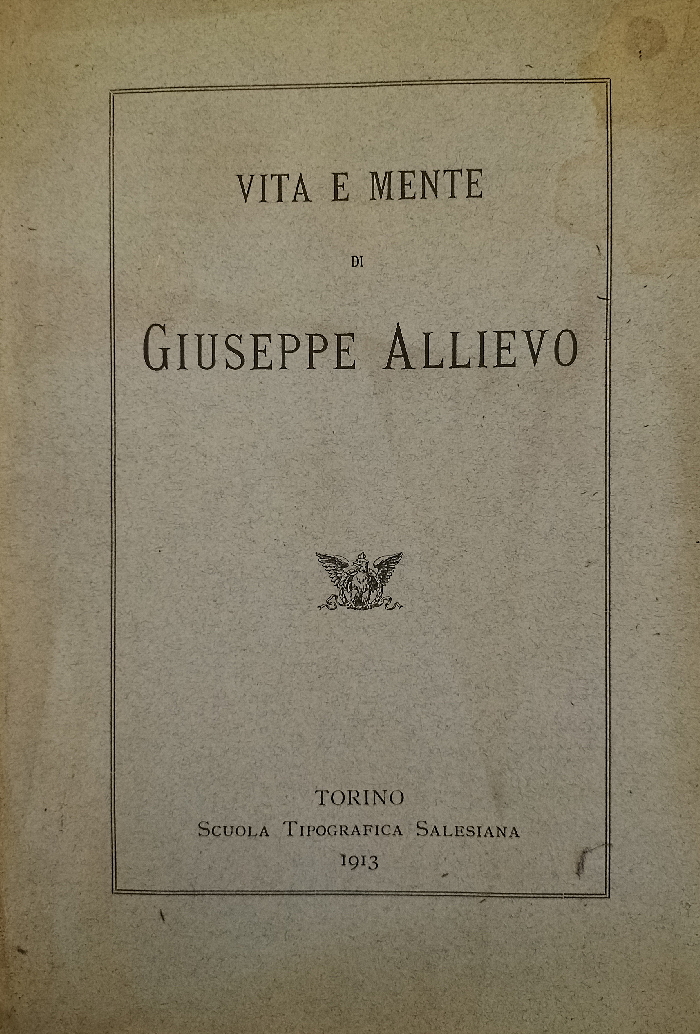 VITA E MENTE
DI
GIUSEPPE ALLIEVO
TORINO
SCUOLA TIPOGRAFICA SALESIANA
1913